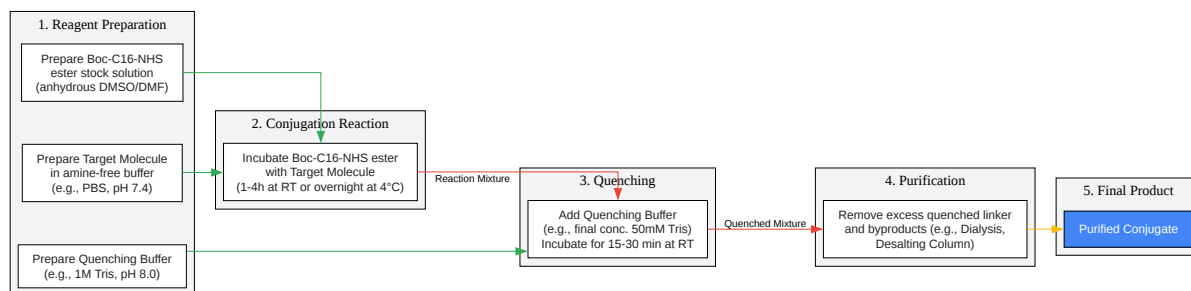 1. Reagent Preparation
Prepare Boc-C16-NHS
ester stock solution
(anhydrous DMSO/DMF)
Prepare Target Molecule
in amine-free buffer
(e.g., PBS, pH 7.4)
Prepare Quenching Buffer
(e.g., 1M Tris, pH 8.0)
2. Conjugation Reaction
Incubate Boc-C16-NHS ester
with Target Molecule
(1-4h at RT or overnight at 4°C)
Reaction Mixture
3. Quenching
Add Quenching Buffer
(e.g., final conc. 50mM Tris)
Incubate for 15-30 min at RT
Quenched Mixture
4. Purification
Remove excess quenched linker
and byproducts (e.g., Dialysis,
Desalting Column)
5. Final Product
Purified Conjugate